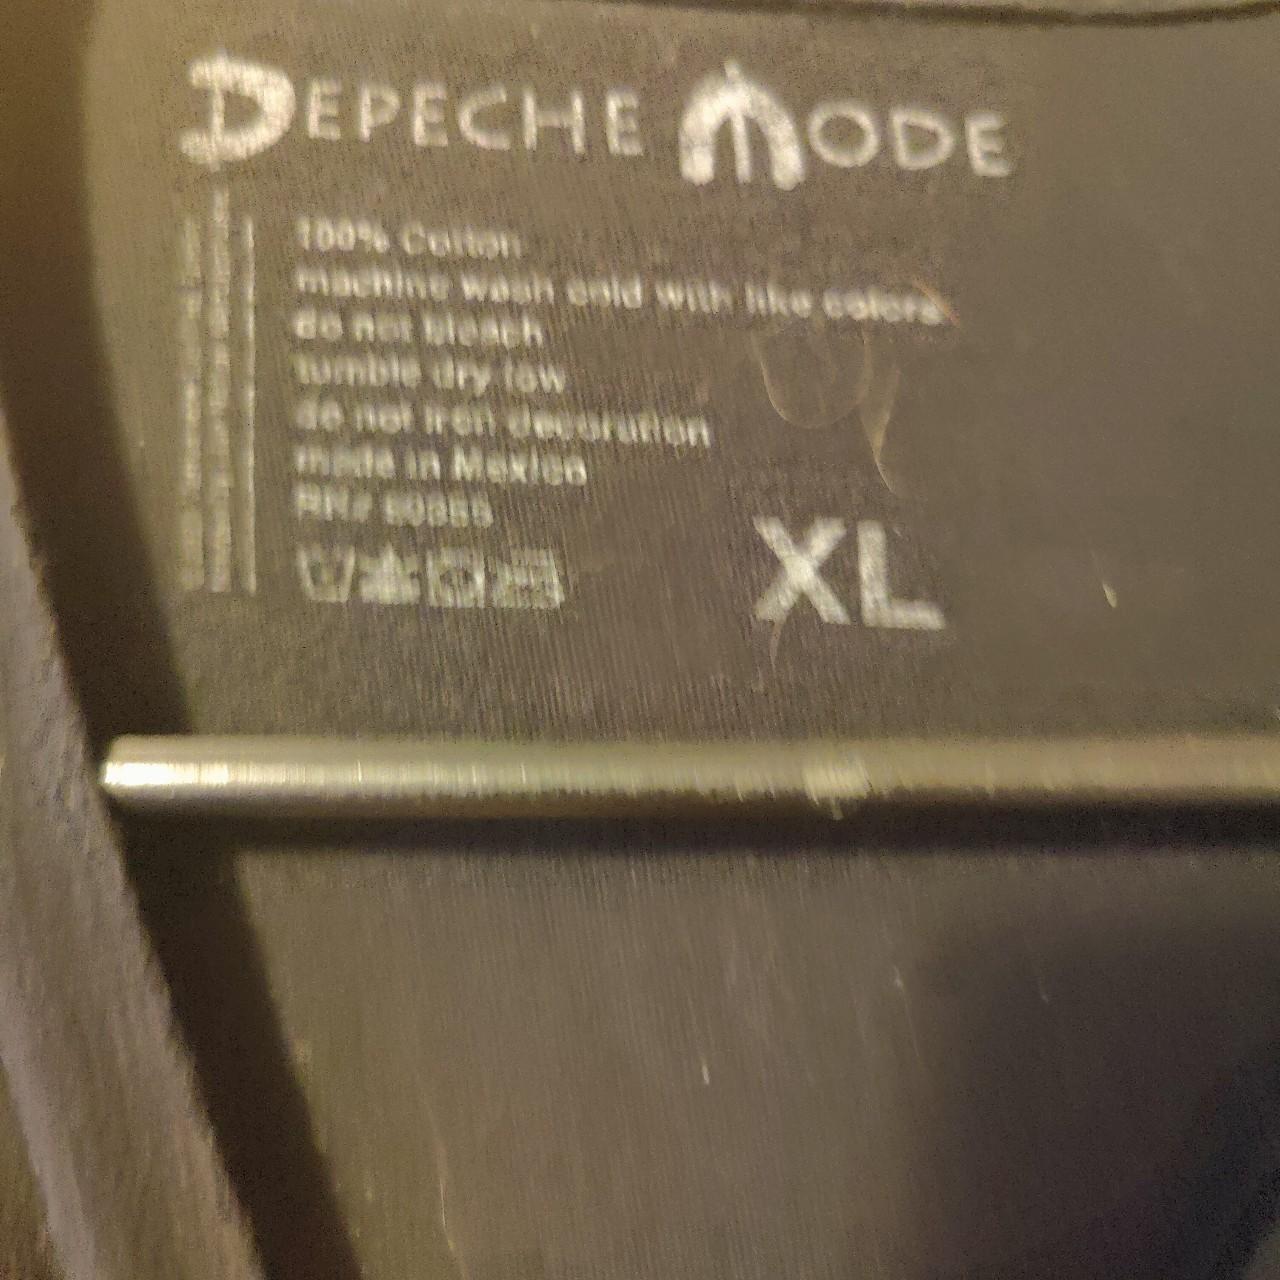 DEPECHE MODE
100% Cotton
machine wash cold with like colors
do not bleach
tumble dry low
do not iron decoration
made in Mexico
RN#
XL